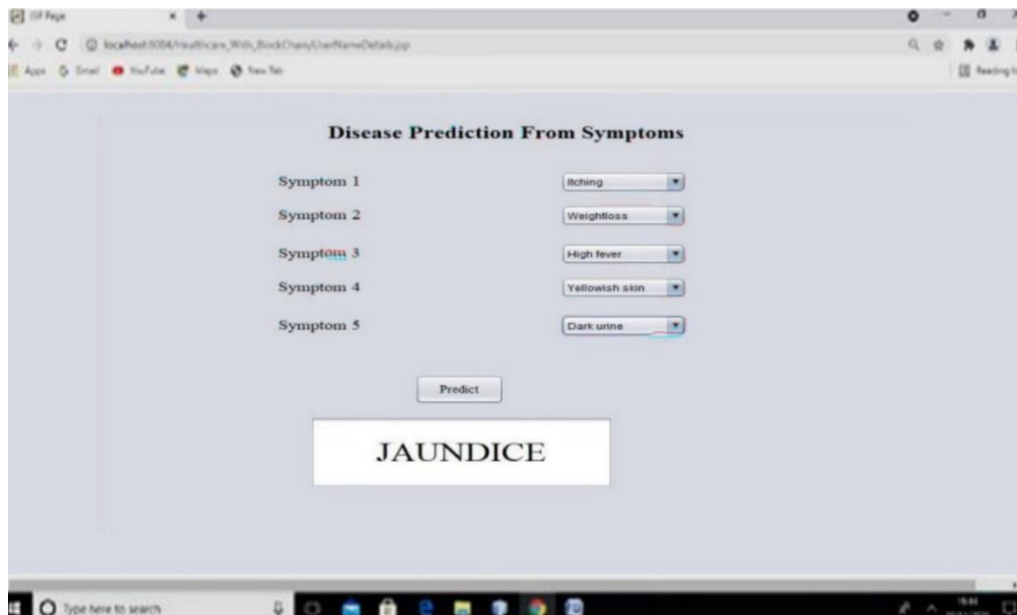 JSP Page
localhost:8084/Healthcare_With_BlockChain/UserNameDetails.jsp
Apps Gmail YouTube Maps New Tab Reading
Disease Prediction From Symptoms
Symptom 1 Itching
Symptom 2 Weightloss
Symptom 3 High fever
Symptom 4 Yellowish skin
Symptom 5 Dark urine
Predict
JAUNDICE
Type here to search